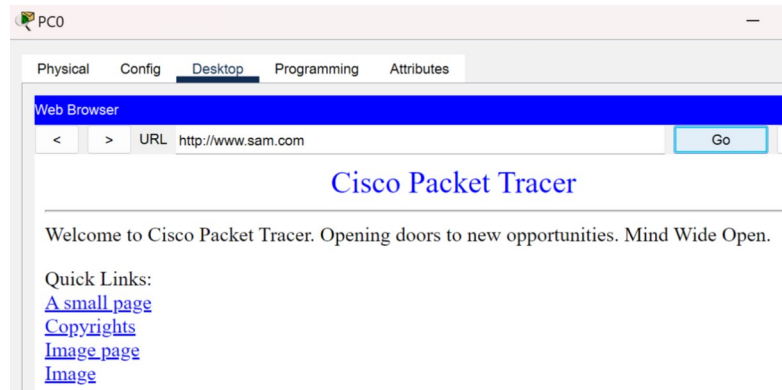 PC0
Physical Config Desktop Programming Attributes
Web Browser
< > URL http://www.sam.com Go
Cisco Packet Tracer
Welcome to Cisco Packet Tracer. Opening doors to new opportunities. Mind Wide Open.
Quick Links:
A small page
Copyrights
Image page
Image